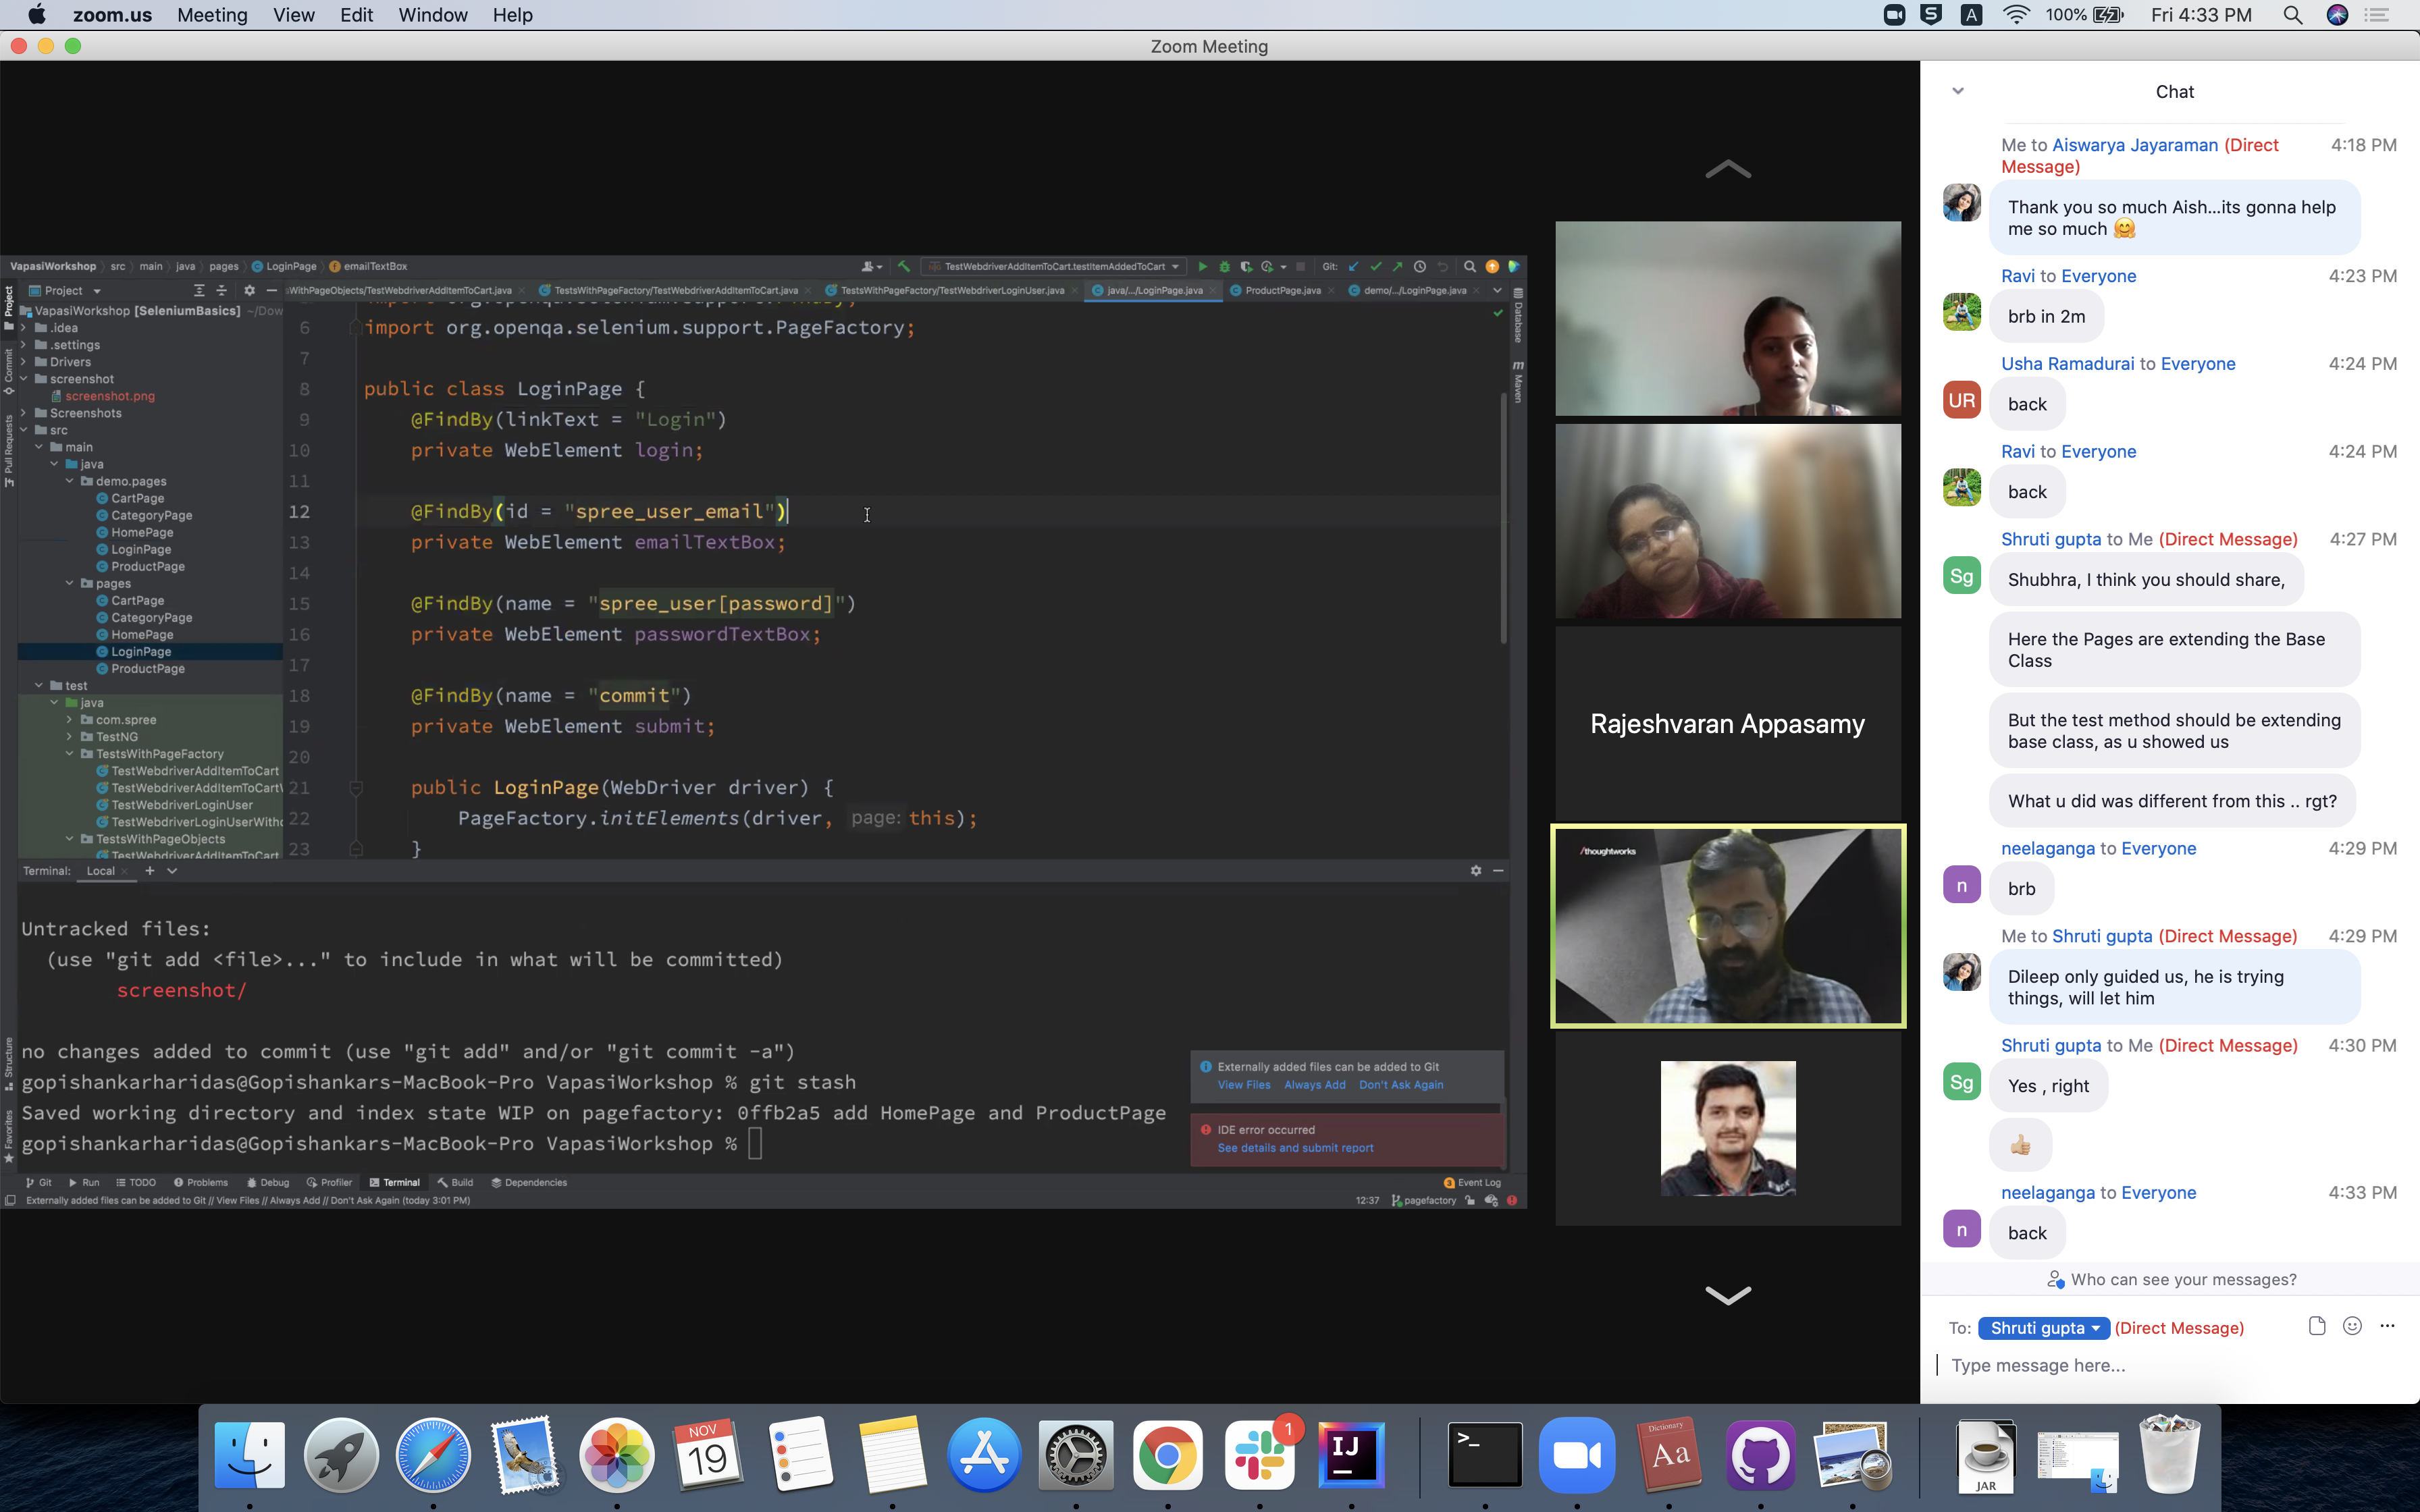 zoom.us Meeting View Edit Window Help
100% Fri 4:33 PM
Zoom Meeting
VapasiWorkshop src main java pages LoginPage emailTextBox
TestWebdriverAddItemToCart.testItemAddedToCart Git:
Project
sWithPageObjects/TestWebdriverAddItemToCart.java TestsWithPageFactory/TestWebdriverAddItemToCart.java TestsWithPageFactory/TestWebdriverLoginUser.java java/.../LoginPage.java ProductPage.java demo/.../LoginPage.java
Project
Commit
Pull Requests
Structure
Favorites
VapasiWorkshop [SeleniumBasics] ~/Dow
.idea
.settings
Drivers
screenshot
screenshot.png
Screenshots
src
main
java
demo.pages
CartPage
CategoryPage
HomePage
LoginPage
ProductPage
pages
CartPage
CategoryPage
HomePage
LoginPage
ProductPage
test
java
com.spree
TestNG
TestsWithPageFactory
TestWebdriverAddItemToCart
TestWebdriverAddItemToCart
TestWebdriverLoginUser
TestWebdriverLoginUserWith
TestsWithPageObjects
TestWebdriverAddItemToCart
6 import org.openqa.selenium.support.PageFactory;
7
8 public class LoginPage {
9 @FindBy(linkText = "Login")
10 private WebElement login;
11
12 @FindBy(id = "spree_user_email")
13 private WebElement emailTextBox;
14
15 @FindBy(name = "spree_user[password]")
16 private WebElement passwordTextBox;
17
18 @FindBy(name = "commit")
19 private WebElement submit;
20
21 public LoginPage(WebDriver driver) {
22 PageFactory.initElements(driver, page: this);
23 }
Database
Maven
Terminal: Local
Untracked files:
(use "git add <file>..." to include in what will be committed)
screenshot/
no changes added to commit (use "git add" and/or "git commit -a")
gopishankarharidas@Gopishankars-MacBook-Pro VapasiWorkshop % git stash
Saved working directory and index state WIP on pagefactory: 0ffb2a5 add HomePage and ProductPage
gopishankarharidas@Gopishankars-MacBook-Pro VapasiWorkshop %
Externally added files can be added to Git
View Files Always Add Don't Ask Again
IDE error occurred
See details and submit report
Git Run TODO Problems Debug Profiler Terminal Build Dependencies
3 Event Log
Externally added files can be added to Git // View Files // Always Add // Don't Ask Again (today 3:01 PM)
12:37 pagefactory
Rajeshvaran Appasamy
/thoughtworks
Chat
Me to Aiswarya Jayaraman (Direct Message) 4:18 PM
Thank you so much Aish...its gonna help
me so much 🤗
Ravi to Everyone 4:23 PM
brb in 2m
Usha Ramadurai to Everyone 4:24 PM
UR
back
Ravi to Everyone 4:24 PM
back
Shruti gupta to Me (Direct Message) 4:27 PM
Sg
Shubhra, I think you should share,
Here the Pages are extending the Base
Class
But the test method should be extending
base class, as u showed us
What u did was different from this .. rgt?
neelaganga to Everyone 4:29 PM
n
brb
Me to Shruti gupta (Direct Message) 4:29 PM
Dileep only guided us, he is trying
things, will let him
Shruti gupta to Me (Direct Message) 4:30 PM
Sg
Yes , right
👍🏼
neelaganga to Everyone 4:33 PM
n
back
Who can see your messages?
To: Shruti gupta (Direct Message)
Type message here...
NOV
19
1
IJ
>_
Dictionary
Aa
JAR